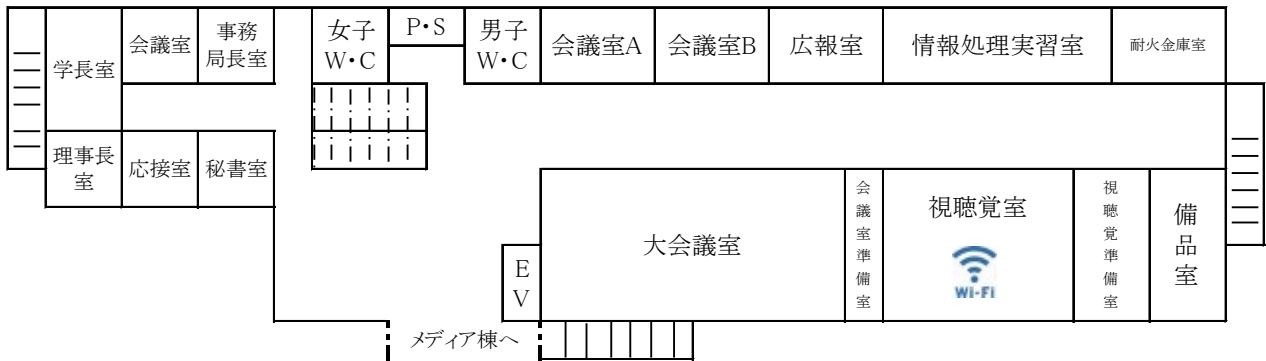 学長室
会議室
事務
局長室
女子
W・C
P・S
男子
W・C
会議室A
会議室B
広報室
情報処理実習室
耐火金庫室
理事長
室
応接室
秘書室
大会議室
会議室準備室
視聴覚室
Wi-Fi
視聴覚準備室
備品室
EV
メディア棟へ